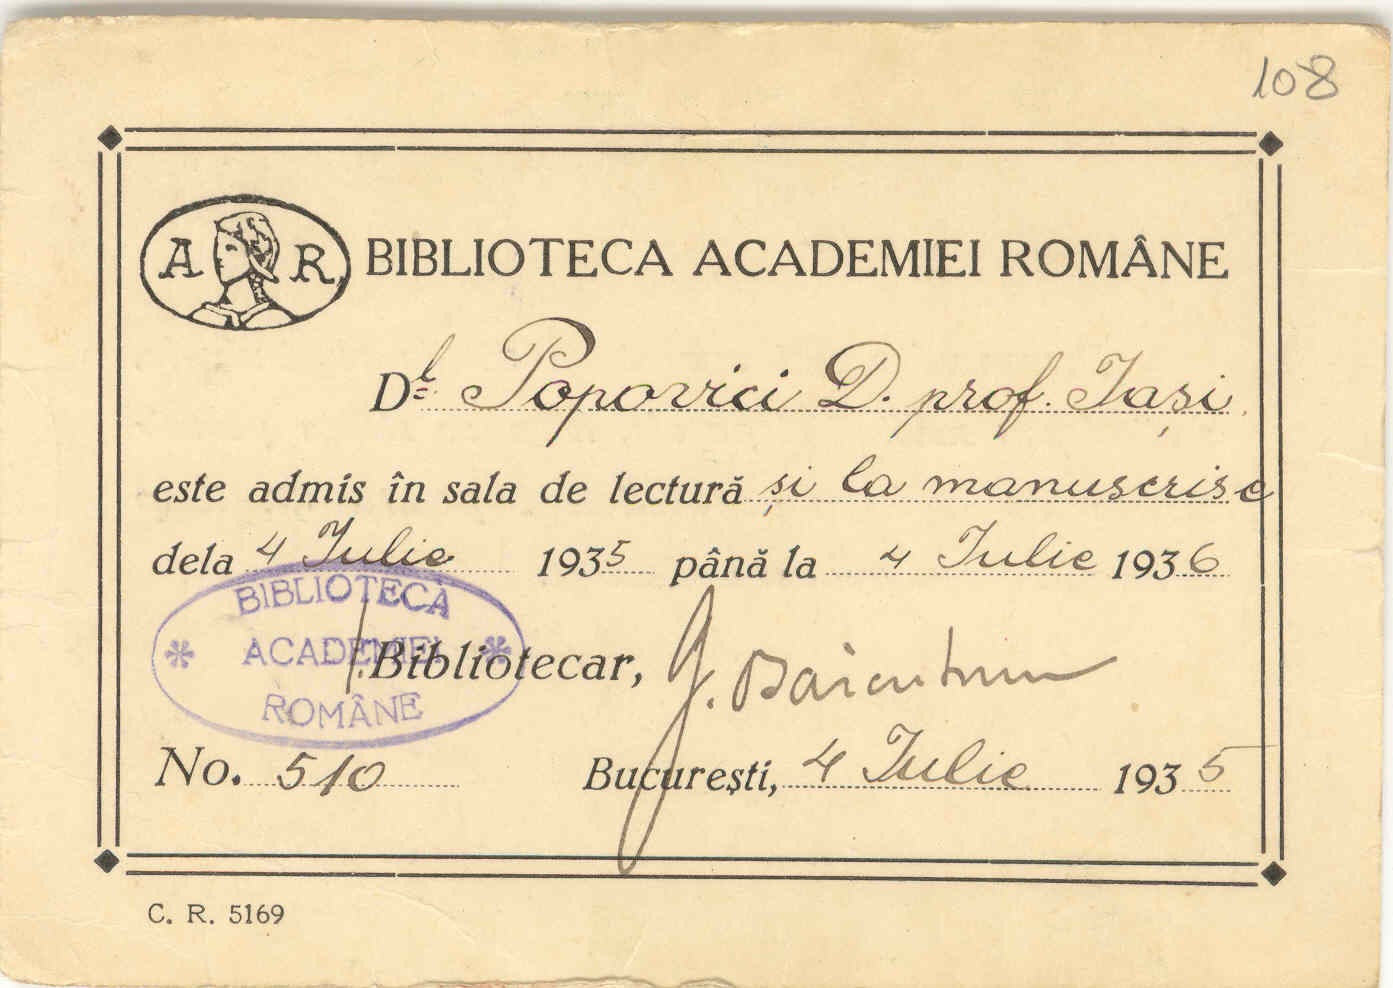 108
A R BIBLIOTECA ACADEMIEI ROMÂNE
Dl Popovici D. prof. Iași
este admis în sala de lectură și la manuscrise
dela 4 Iulie 1935 până la 4 Iulie 1936
BIBLIOTECA
ACADEMIEI
ROMÂNE
Bibliotecar,
No. 510 București, 4 Iulie 1935
C. R. 5169